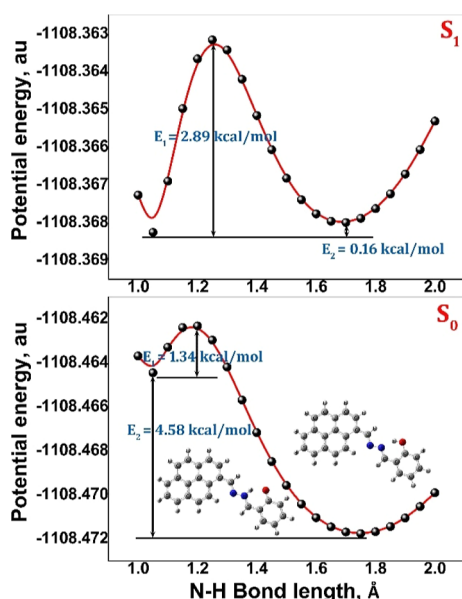 S1
Potential energy, au
-1108.363
-1108.364
-1108.365
-1108.366
-1108.367
-1108.368
-1108.369
E1 = 2.89 kcal/mol
E2 = 0.16 kcal/mol
1.0 1.2 1.4 1.6 1.8 2.0
S0
Potential energy, au
-1108.462
-1108.464
-1108.466
-1108.468
-1108.470
-1108.472
E1 = 1.34 kcal/mol
E2 = 4.58 kcal/mol
1.0 1.2 1.4 1.6 1.8 2.0
N-H Bond length, Å